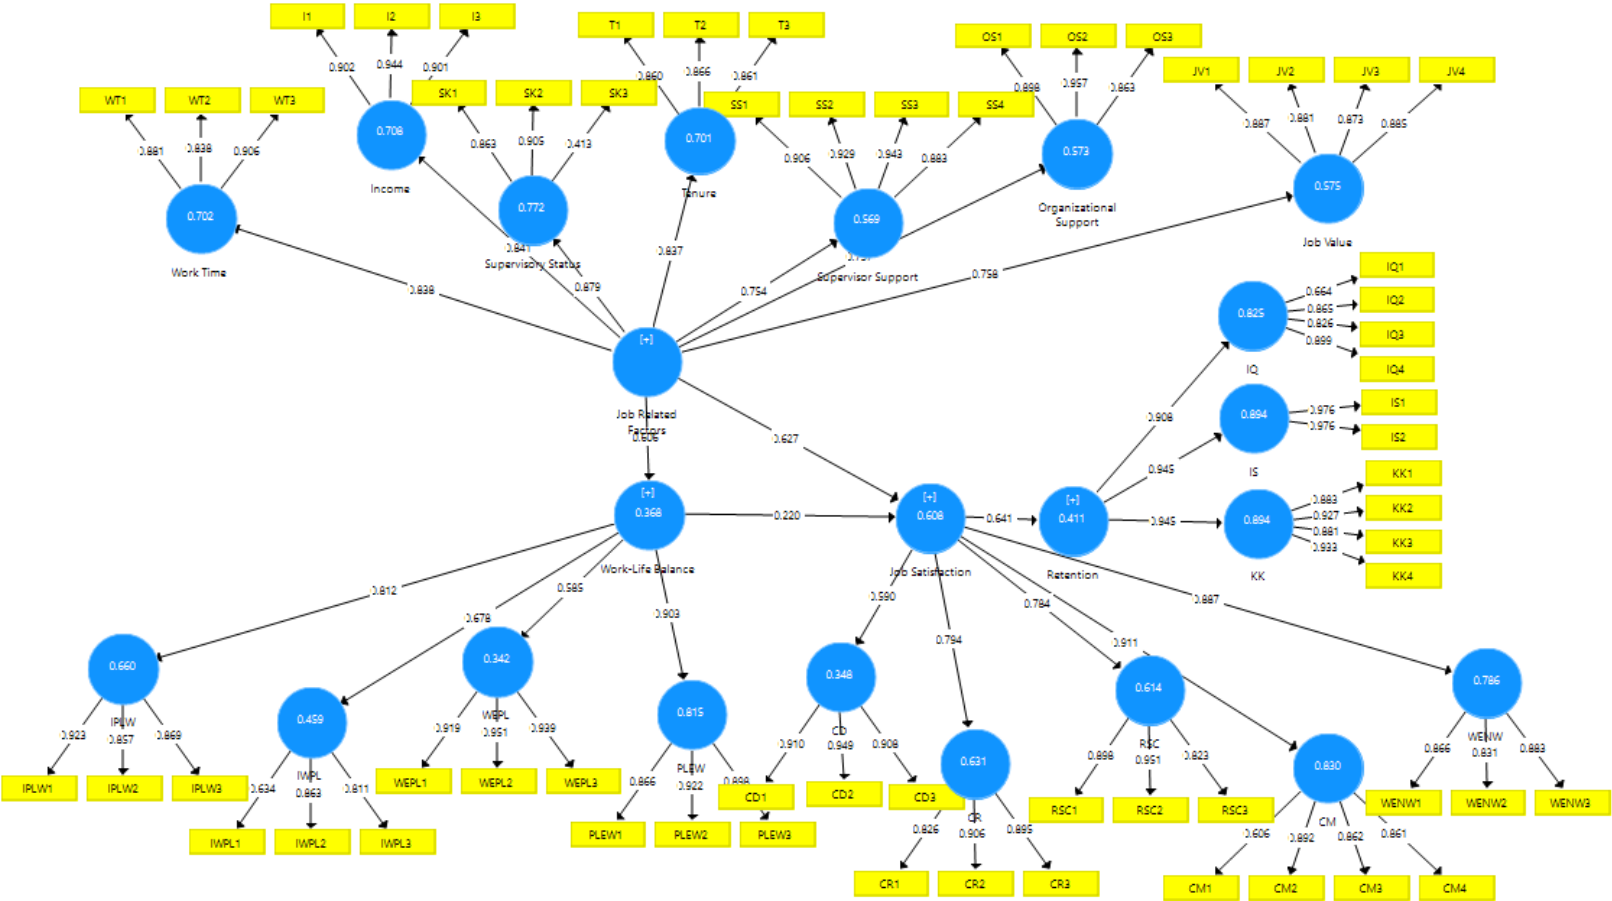 I1
I2
I3
T1
T2
T3
OS1
OS2
OS3
JV1
JV2
JV3
JV4
WT1
WT2
WT3
SK1
SK2
SK3
SS1
SS2
SS3
SS4
0.902
0.944
0.901
0.860
0.866
0.861
0.898
0.957
0.863
0.887
0.881
0.873
0.885
0.881
0.838
0.906
0.863
0.905
0.413
0.906
0.929
0.943
0.883
0.702
Work Time
0.708
Income
0.772
Supervisory Status
0.701
Tenure
0.569
Supervisor Support
0.573
Organizational
Support
0.575
Job Value
0.838
0.841
0.879
0.837
0.754
0.758
[+]
Job Related
Factors
0.606
0.627
[+]
0.368
Work-Life Balance
0.220
[+]
0.608
Job Satisfaction
0.641
[+]
0.411
Retention
0.908
0.945
0.945
0.825
IQ
0.664
0.865
0.826
0.899
IQ1
IQ2
IQ3
IQ4
0.894
IS
0.976
0.976
IS1
IS2
0.894
KK
0.883
0.927
0.881
0.933
KK1
KK2
KK3
KK4
0.812
0.678
0.585
0.903
0.590
0.794
0.784
0.911
0.887
0.660
IPLW
0.923
0.857
0.869
IPLW1
IPLW2
IPLW3
0.459
IWPL
0.634
0.863
0.811
IWPL1
IWPL2
IWPL3
0.342
WEPL
0.919
0.951
0.939
WEPL1
WEPL2
WEPL3
0.815
PLEW
0.866
0.922
0.898
PLEW1
PLEW2
PLEW3
0.348
CD
0.910
0.949
0.908
CD1
CD2
CD3
0.631
CR
0.826
0.906
0.895
CR1
CR2
CR3
0.614
RSC
0.898
0.951
0.823
RSC1
RSC2
RSC3
0.830
CM
0.606
0.892
0.862
0.861
CM1
CM2
CM3
CM4
0.786
WENW
0.866
0.831
0.883
WENW1
WENW2
WENW3